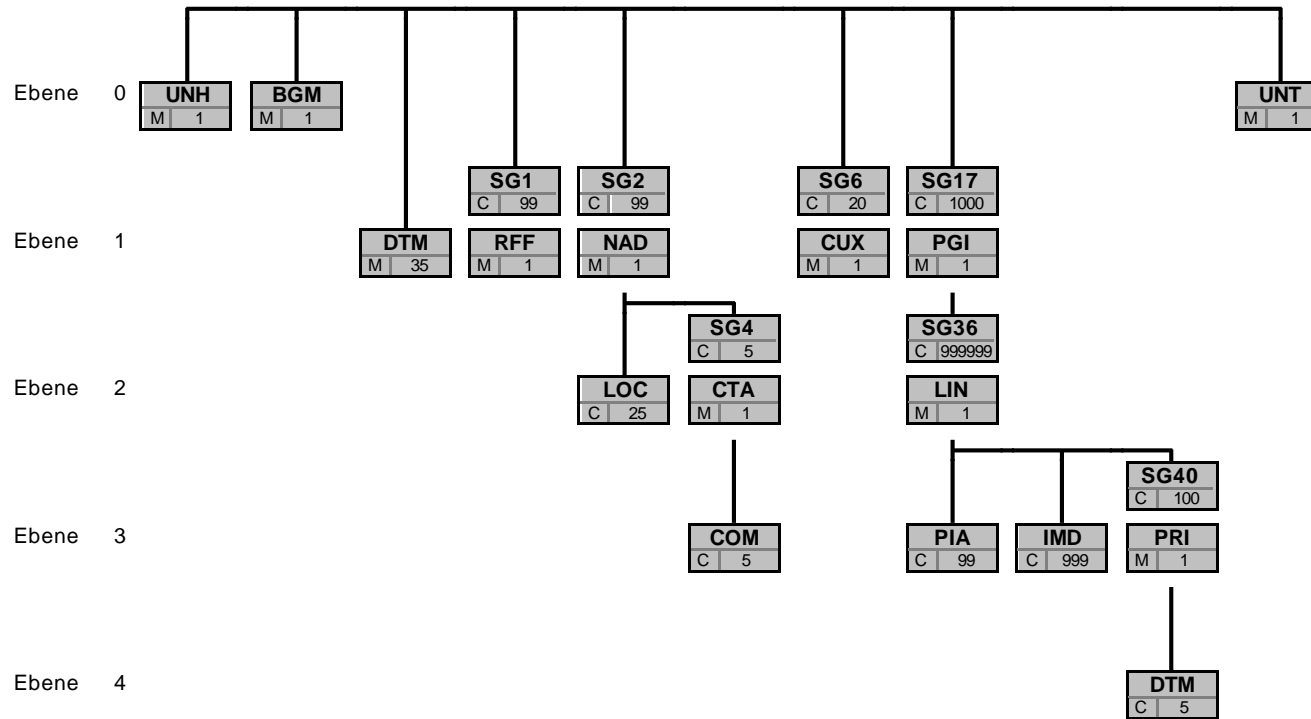 Ebene 0
UNH
M 1
BGM
M 1
UNT
M 1
SG1
C 99
SG2
C 99
SG6
C 20
SG17
C 1000
Ebene 1
DTM
M 35
RFF
M 1
NAD
M 1
CUX
M 1
PGI
M 1
SG4
C 5
SG36
C 999999
Ebene 2
LOC
C 25
CTA
M 1
LIN
M 1
SG40
C 100
Ebene 3
COM
C 5
PIA
C 99
IMD
C 999
PRI
M 1
Ebene 4
DTM
C 5